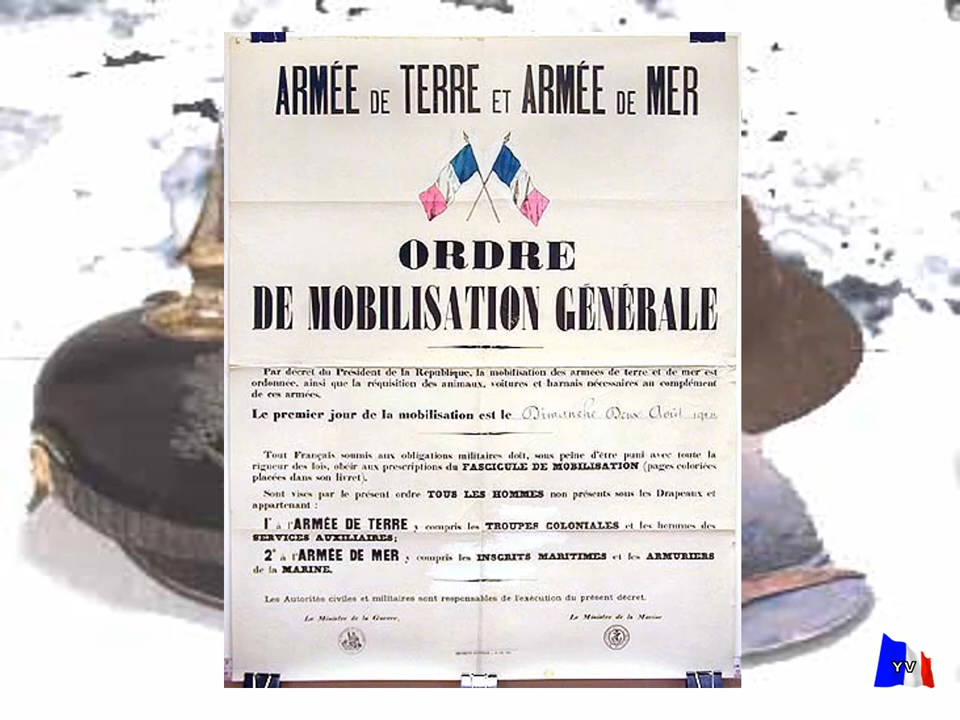 ARMÉE DE TERRE ET ARMÉE DE MER
ORDRE
DE MOBILISATION GÉNÉRALE
Par décret du Président de la République, la mobilisation des armées de terre et de mer est
ordonnée, ainsi que la réquisition des animaux, voitures et harnais nécessaires au complément
de ces armées.
Le premier jour de la mobilisation est le Dimanche Deux Août
Tout Français soumis aux obligations militaires doit, sous peine d'être puni avec toute la
rigueur des lois, obéir aux prescriptions du FASCICULE DE MOBILISATION (pages coloriées
placées dans son livret).
Sont visés par le présent ordre TOUS LES HOMMES non présents sous les Drapeaux et
appartenant :
1° à l'ARMÉE DE TERRE y compris les TROUPES COLONIALES et les hommes des
SERVICES AUXILIAIRES;
2° à l'ARMÉE DE MER y compris les INSCRITS MARITIMES et les ARMURIERS
de la MARINE.
Les Autorités civiles et militaires sont responsables de l'exécution du présent décret.
Le Ministre de la Guerre, Le Ministre de la Marine
YV